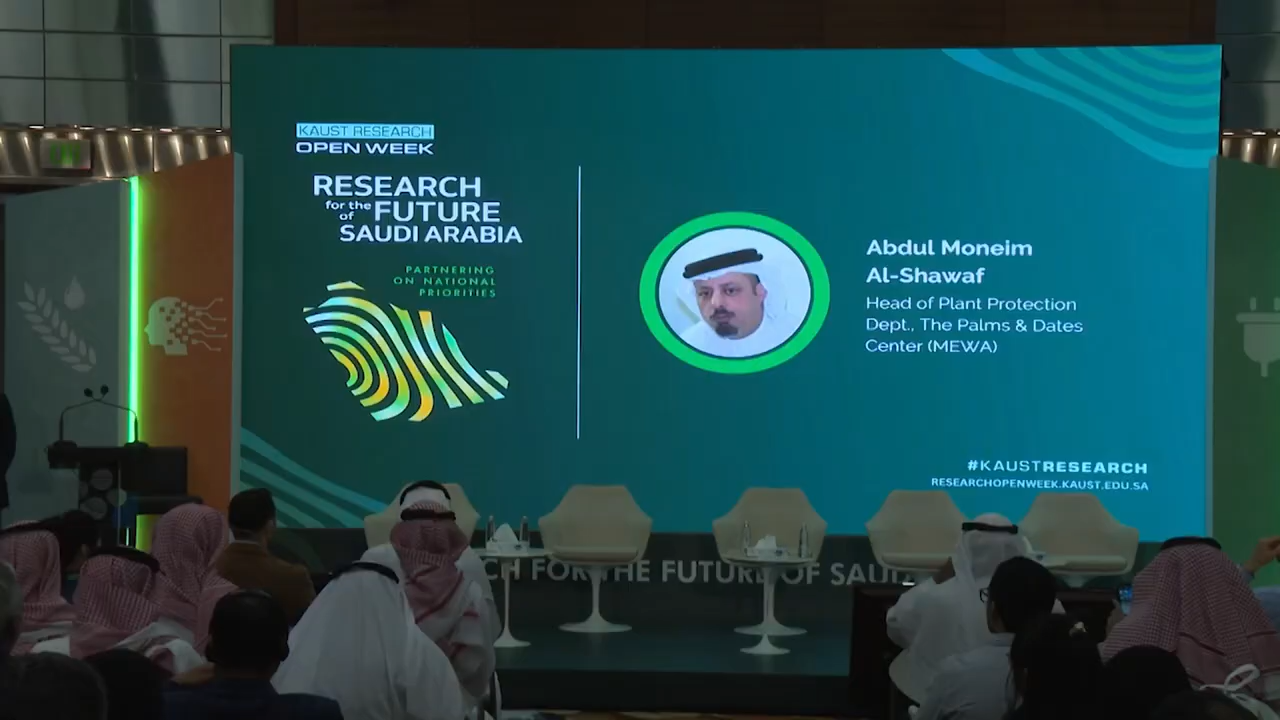 KAUST RESEARCH
OPEN WEEK
RESEARCH
for the FUTURE
of
SAUDI ARABIA
PARTNERING
ON NATIONAL
PRIORITIES
Abdul Moneim
Al-Shawaf
Head of Plant Protection
Dept., The Palms & Dates
Center (MEWA)
#KAUSTRESEARCH
RESEARCHOPENWEEK.KAUST.EDU.SA
CH FOR THE FUTURE OF SAUD